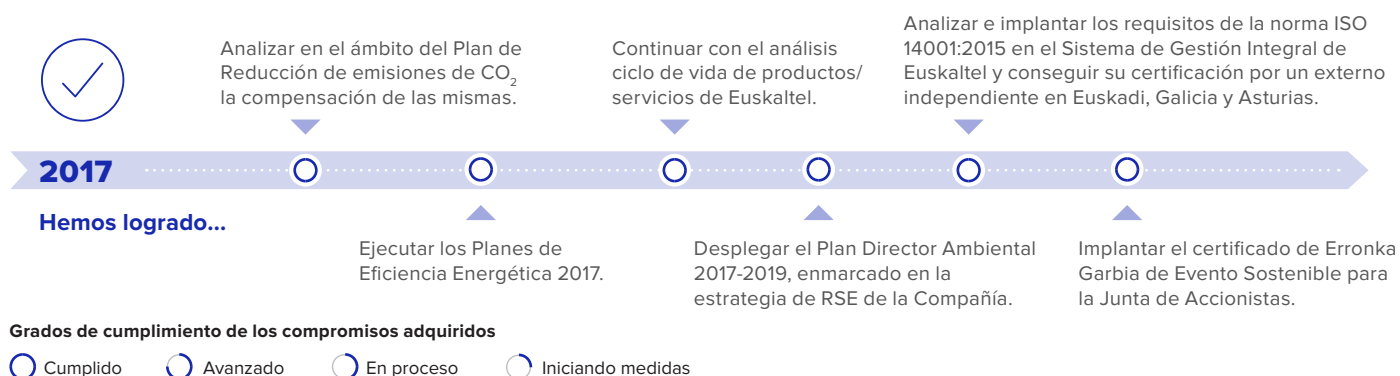 Analizar en el ámbito del Plan de
Reducción de emisiones de CO₂
la compensación de las mismas.
Continuar con el análisis
ciclo de vida de productos/
servicios de Euskaltel.
Analizar e implantar los requisitos de la norma ISO
14001:2015 en el Sistema de Gestión Integral de
Euskaltel y conseguir su certificación por un externo
independiente en Euskadi, Galicia y Asturias.
2017
Hemos logrado...
Ejecutar los Planes de
Eficiencia Energética 2017.
Desplegar el Plan Director Ambiental
2017-2019, enmarcado en la
estrategia de RSE de la Compañía.
Implantar el certificado de Erronka
Garbia de Evento Sostenible para
la Junta de Accionistas.
Grados de cumplimiento de los compromisos adquiridos
Cumplido Avanzado En proceso Iniciando medidas